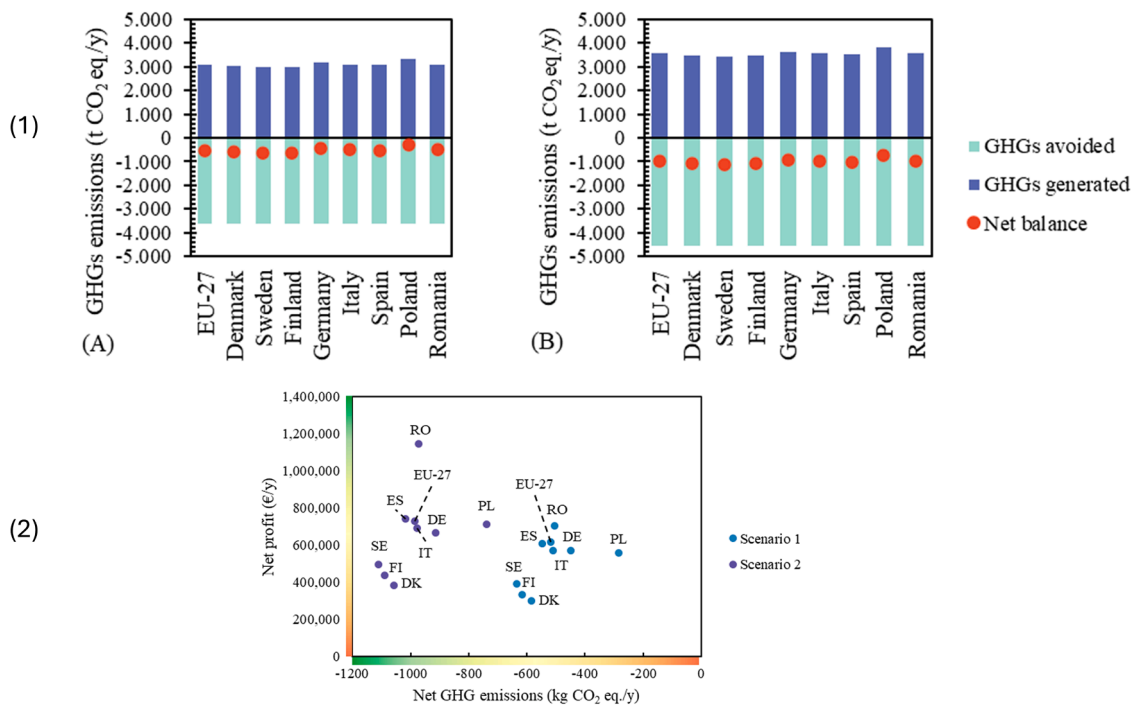 (1)
GHGs emissions (t CO2 eq./y)
5.000
4.000
3.000
2.000
1.000
0
-1.000
-2.000
-3.000
-4.000
-5.000
EU-27
Denmark
Sweden
Finland
Germany
Italy
Spain
Poland
Romania
(A)
GHGs emissions (t CO2 eq./y)
5.000
4.000
3.000
2.000
1.000
0
-1.000
-2.000
-3.000
-4.000
-5.000
EU-27
Denmark
Sweden
Finland
Germany
Italy
Spain
Poland
Romania
(B)
GHGs avoided
GHGs generated
Net balance
(2)
Net profit (€/y)
1,400,000
1,200,000
1,000,000
800,000
600,000
400,000
200,000
0
RO
EU-27
ES
DE
IT
PL
SE
FI
DK
EU-27
RO
ES
DE
IT
PL
SE
FI
DK
-1200
-1000
-800
-600
-400
-200
0
Net GHG emissions (kg CO2 eq./y)
Scenario 1
Scenario 2